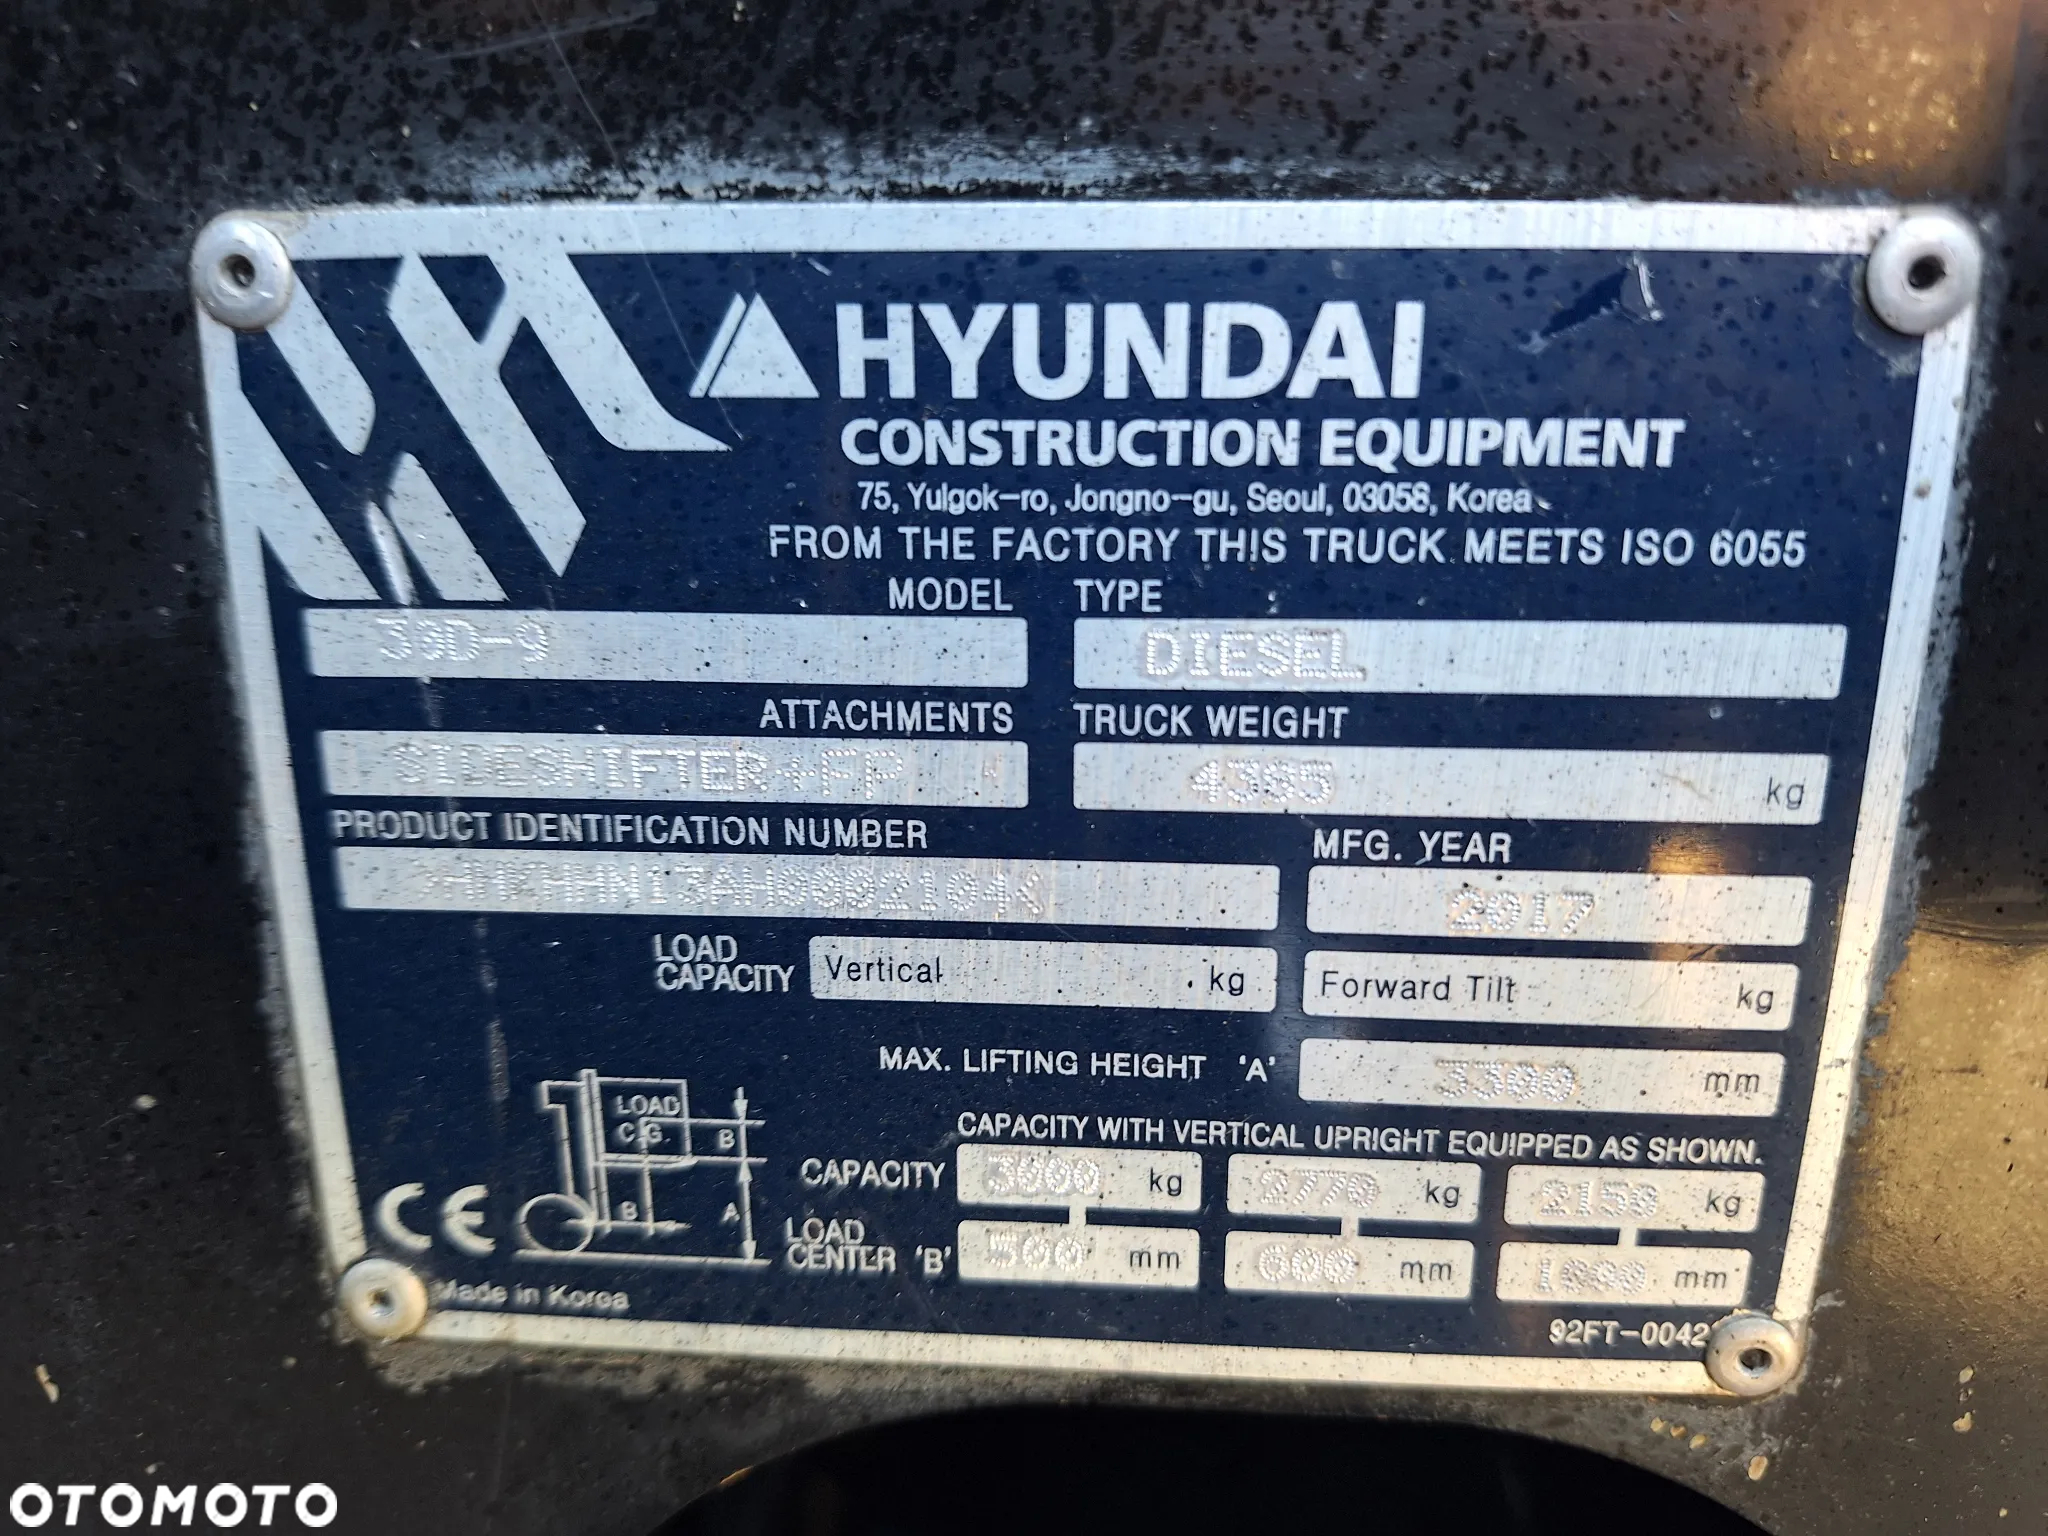 HYUNDAI
CONSTRUCTION EQUIPMENT
75, Yulgok-ro, Jongno-gu, Seoul, 03058, Korea
FROM THE FACTORY THIS TRUCK MEETS ISO 6055
MODEL TYPE
30D-9 DIESEL
ATTACHMENTS TRUCK WEIGHT
SIDESHIFTER+FP 4365 kg
PRODUCT IDENTIFICATION NUMBER MFG. YEAR
2017
LOAD CAPACITY Vertical kg Forward Tilt kg
MAX. LIFTING HEIGHT 'A' 3300 mm
CAPACITY WITH VERTICAL UPRIGHT EQUIPPED AS SHOWN.
CAPACITY 3000 kg 2770 kg 2150 kg
LOAD CENTER 'B' 500 mm 600 mm 1000 mm
LOAD
C.G. B
B A
CE
Made in Korea
OTOMOTO